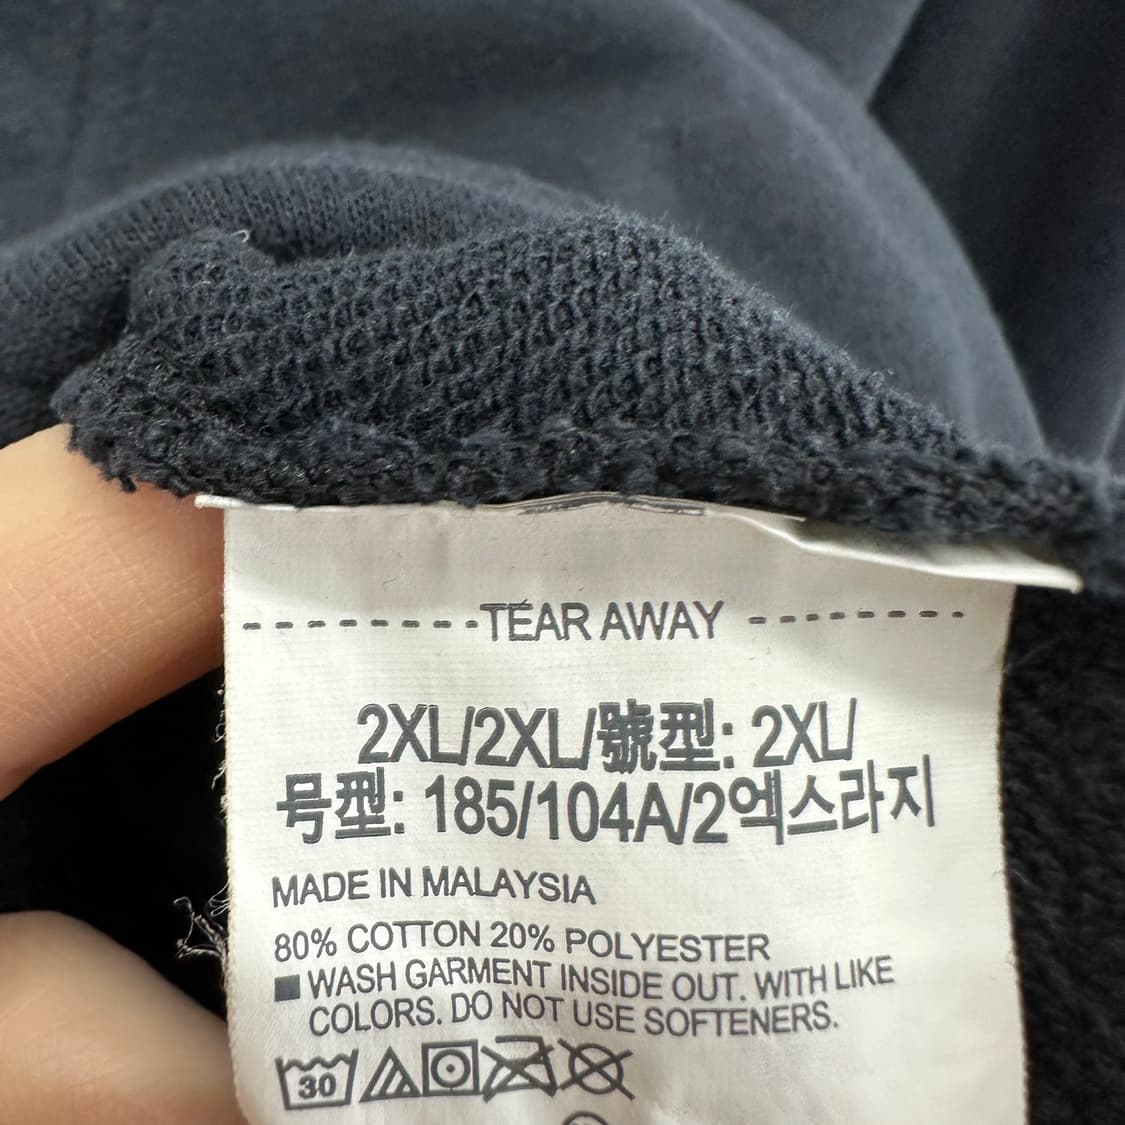 TEAR AWAY
2XL/2XL/號型: 2XL/
号型: 185/104A/2엑스라지
MADE IN MALAYSIA
80% COTTON 20% POLYESTER
WASH GARMENT INSIDE OUT. WITH LIKE
COLORS. DO NOT USE SOFTENERS.
30